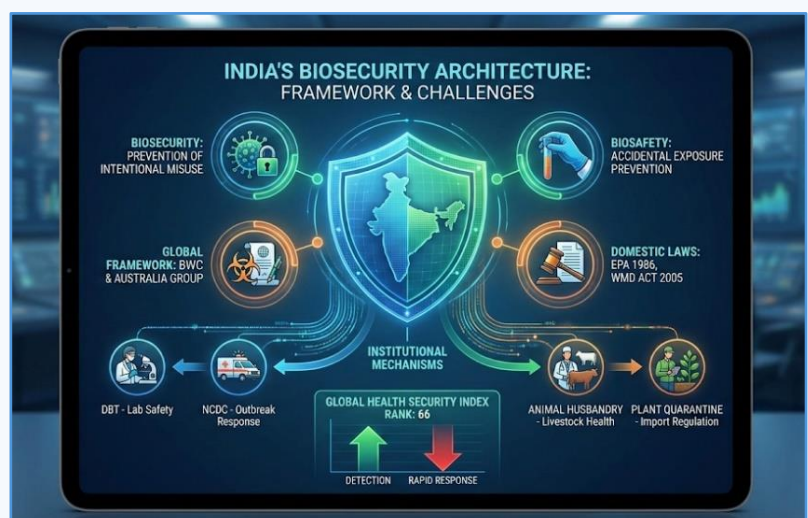 INDIA'S BIOSECURITY ARCHITECTURE:
FRAMEWORK & CHALLENGES
BIOSECURITY:
PREVENTION OF
INTENTIONAL MISUSE
BIOSAFETY:
ACCIDENTAL EXPOSURE
PREVENTION
GLOBAL
FRAMEWORK: BWC
& AUSTRALIA GROUP
DOMESTIC LAWS:
EPA 1986,
WMD ACT 2005
INSTITUTIONAL
MECHANISMS
DBT - Lab Safety
NCDC - Outbreak
Response
ANIMAL HUSBANDRY
- Livestock Health
PLANT QUARANTINE
- Import Regulation
GLOBAL HEALTH SECURITY INDEX
RANK: 66
DETECTION
RAPID RESPONSE